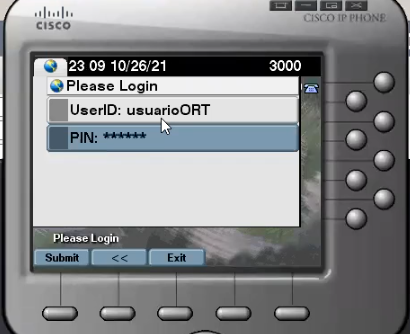 CISCO
CISCO IP PHONE
23 09 10/26/21 3000
Please Login
UserID: usuarioORT
PIN: ******
Please Login
Submit << Exit